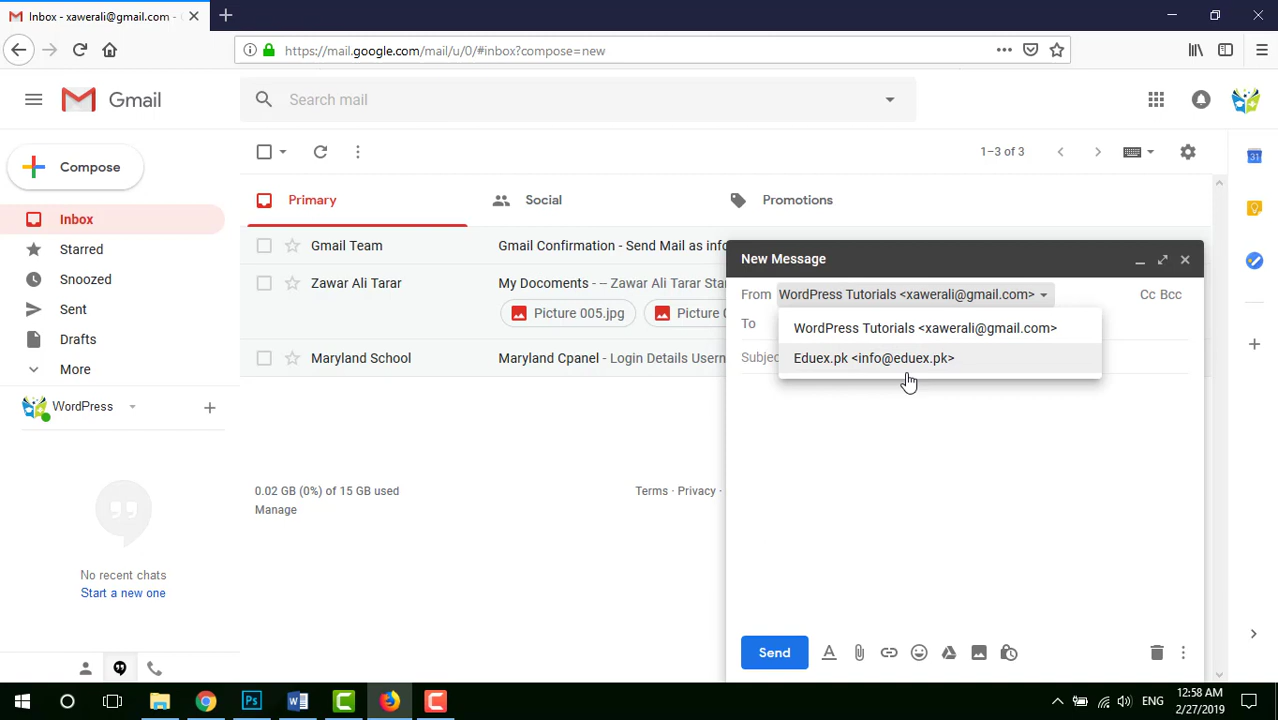 Inbox - xawerali@gmail.com -
https://mail.google.com/mail/u/0/#inbox?compose=new
Gmail
Search mail
Compose
1–3 of 3
Primary
Social
Promotions
Inbox
Starred
Snoozed
Sent
Drafts
More
WordPress
Gmail Team
Gmail Confirmation - Send Mail as info
Zawar Ali Tarar
My Docoments - -- Zawar Ali Tarar Star
Picture 005.jpg
Picture 0
Maryland School
Maryland Cpanel - Login Details Usern
New Message
From WordPress Tutorials <xawerali@gmail.com>
Cc Bcc
To
WordPress Tutorials <xawerali@gmail.com>
Subjec
Eduex.pk <info@eduex.pk>
0.02 GB (0%) of 15 GB used
Manage
Terms · Privacy ·
No recent chats
Start a new one
Send
31
Ps
ENG
12:58 AM
2/27/2019